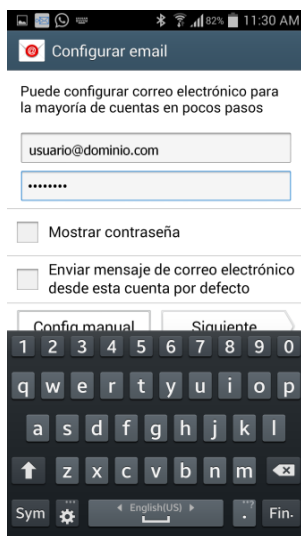 82% 11:30 AM
Configurar email
Puede configurar correo electrónico para
la mayoría de cuentas en pocos pasos
usuario@dominio.com
••••••••
Mostrar contraseña
Enviar mensaje de correo electrónico
desde esta cuenta por defecto
Config manual Siguiente
1 2 3 4 5 6 7 8 9 0
q w e r t y u i o p
a s d f g h j k l
z x c v b n m
Sym English(US) . ...? Fin.